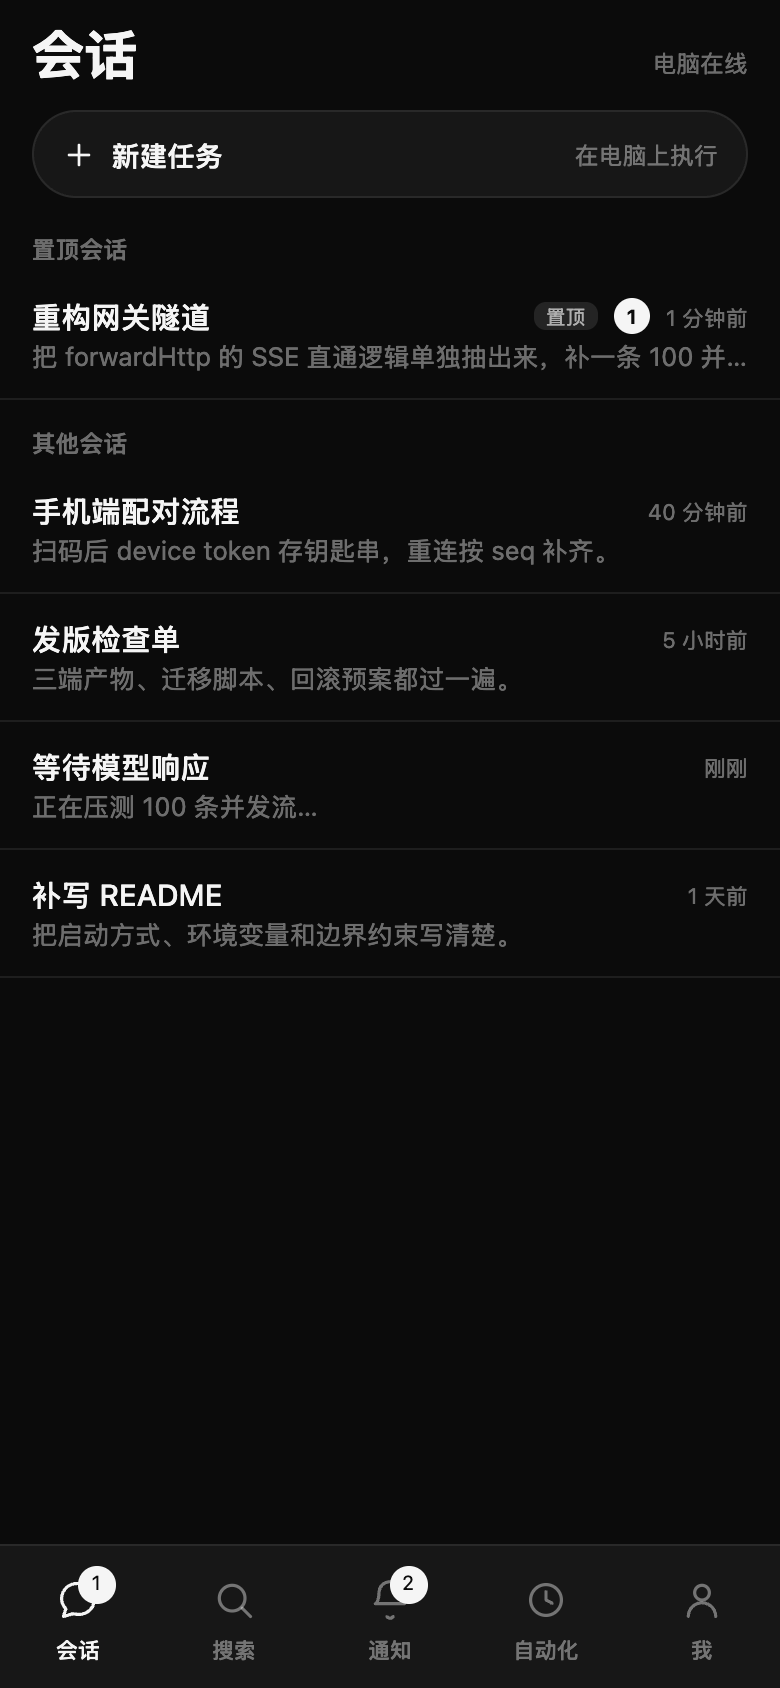 会话
电脑在线
新建任务
在电脑上执行
置顶会话
重构网关隧道 置顶 1 1 分钟前
把 forwardHttp 的 SSE 直通逻辑单独抽出来，补一条 100 并...
其他会话
手机端配对流程 40 分钟前
扫码后 device token 存钥匙串，重连按 seq 补齐。
发版检查单 5 小时前
三端产物、迁移脚本、回滚预案都过一遍。
等待模型响应 刚刚
正在压测 100 条并发流...
补写 README 1 天前
把启动方式、环境变量和边界约束写清楚。
1 2
会话 搜索 通知 自动化 我